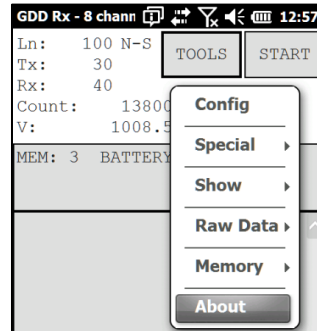 GDD Rx - 8 chann 12:57
Ln: 100 N-S
Tx: 30
Rx: 40
Count: 13800
V: 1008.5
TOOLS
START
MEM: 3 BATTERY
Config
Special
Show
Raw Data
Memory
About